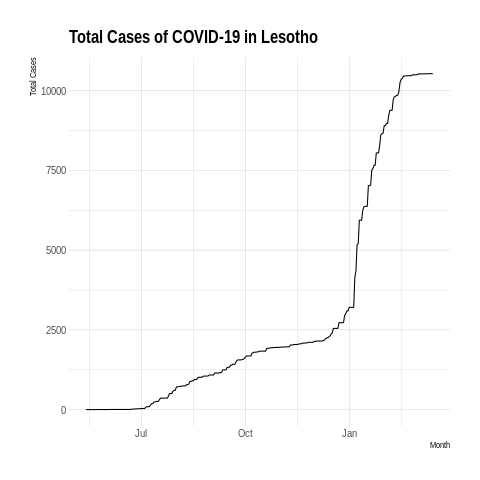 Total Cases of COVID-19 in Lesotho
Total Cases
10000
7500
5000
2500
0
Jul
Oct
Jan
Month